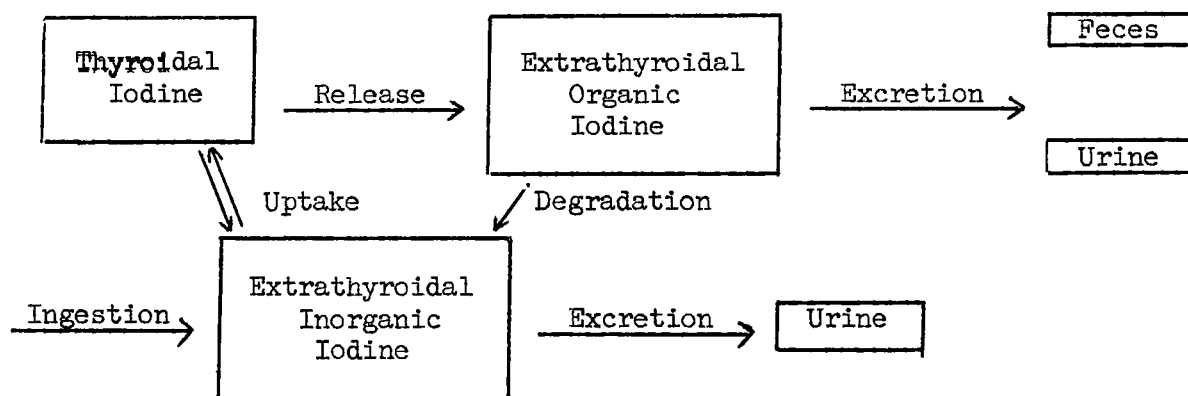 Thyroidal
Iodine
Release
Extrathyroidal
Organic
Iodine
Excretion
Feces
Urine
Uptake
Degradation
Ingestion
Extrathyroidal
Inorganic
Iodine
Excretion
Urine